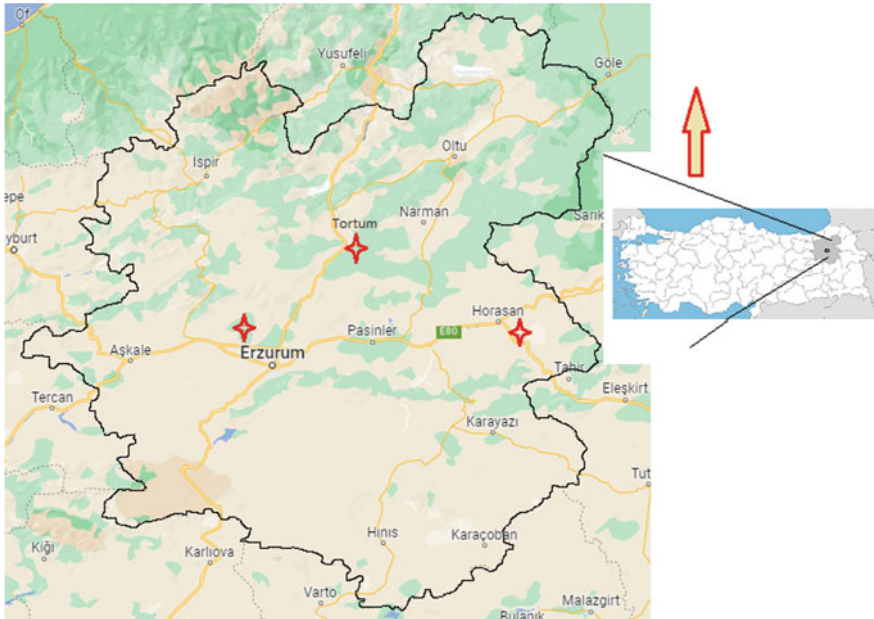 Of
Yusufeli
Göle
Oltu
Ispir
epe
Narman
Sarık
Tortum
yburt
Horasan
Pasinler
E80
Aşkale
Erzurum
Tahir
Eleşkirt
Tercan
Karayazı
Tut
Hınıs
Karaçoban
Kiğı
Karlıova
Varto
Malazgirt
Bulanık